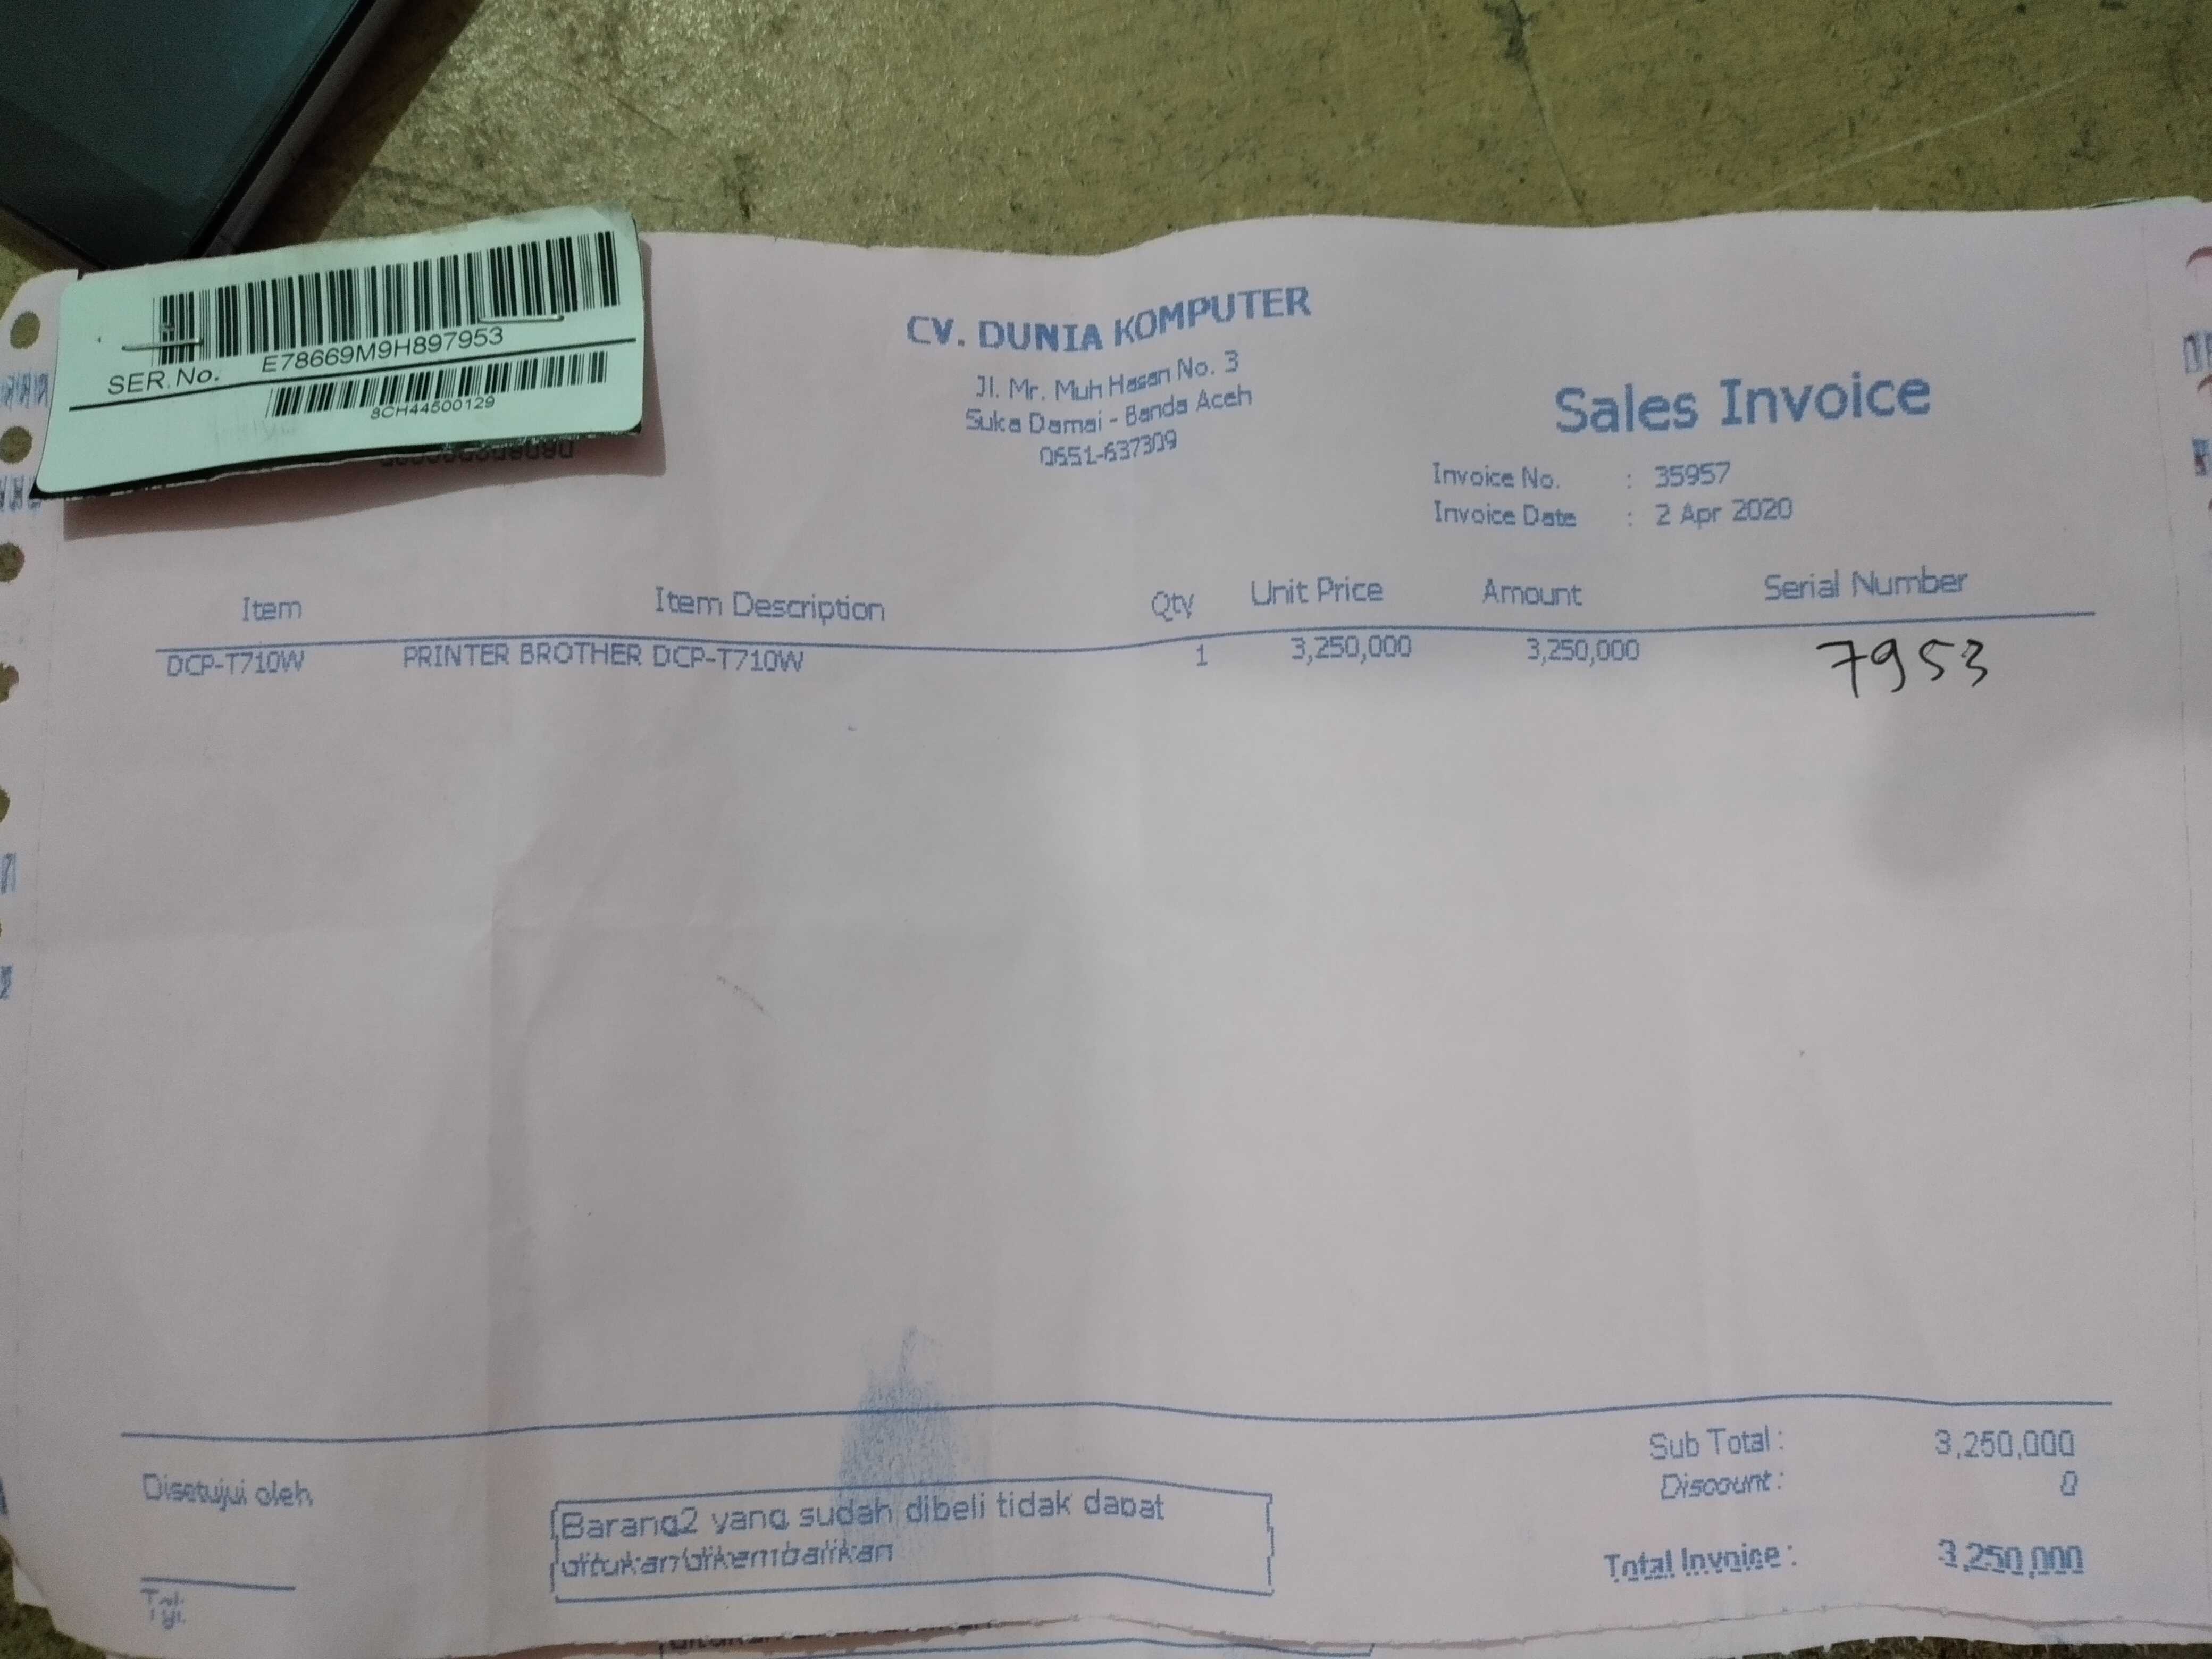 SER.No. E78669M9H897953
8CH44500129
CV. DUNIA KOMPUTER
Jl. Mr. Muh Hasan No. 3
Suka Damai - Banda Aceh
0651-637309
Sales Invoice
Invoice No. : 35957
Invoice Date : 2 Apr 2020
Item Item Description Qty Unit Price Amount Serial Number
DCP-T710W PRINTER BROTHER DCP-T710W 1 3,250,000 3,250,000 7953
Sub Total : 3,250,000
Discount : 0
Total Invoice : 3,250,000
Disetujui oleh
Tgl.
Barang2 yang sudah dibeli tidak dapat
ditukar/dikembalikan